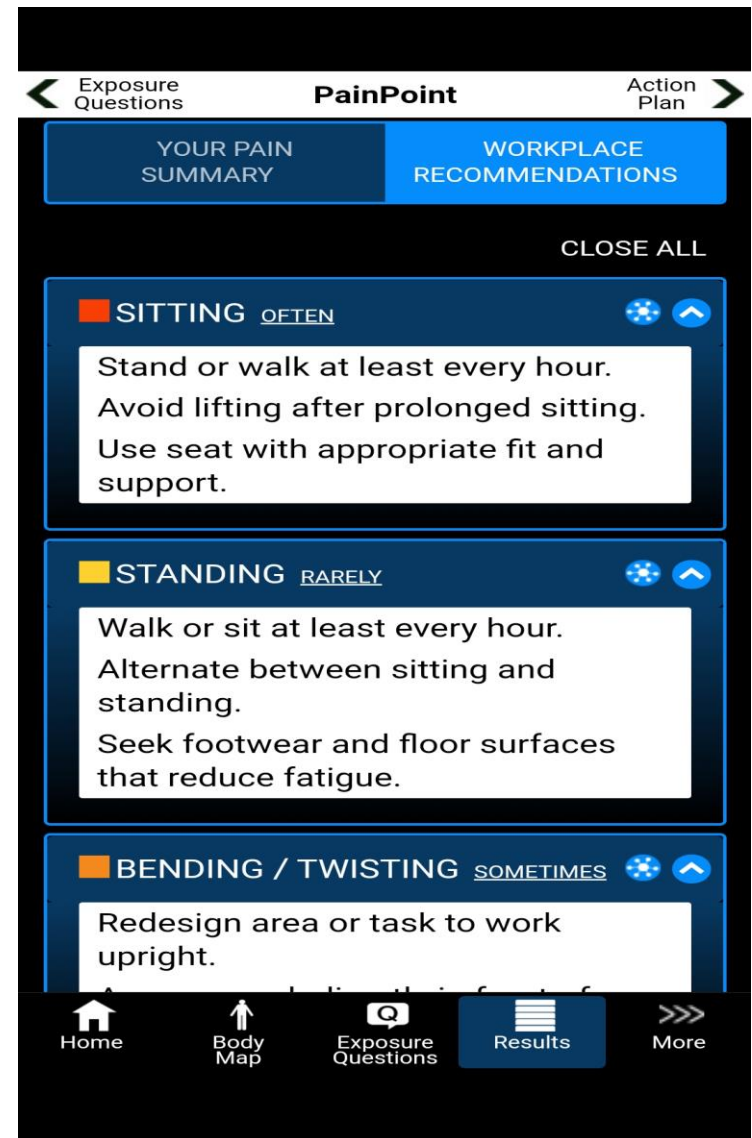 Exposure
Questions
PainPoint
Action
Plan
YOUR PAIN
SUMMARY
WORKPLACE
RECOMMENDATIONS
CLOSE ALL
SITTING OFTEN
Stand or walk at least every hour.
Avoid lifting after prolonged sitting.
Use seat with appropriate fit and
support.
STANDING RARELY
Walk or sit at least every hour.
Alternate between sitting and
standing.
Seek footwear and floor surfaces
that reduce fatigue.
BENDING / TWISTING SOMETIMES
Redesign area or task to work
upright.
Home
Body
Map
Q
Exposure
Questions
Results
>>>
More